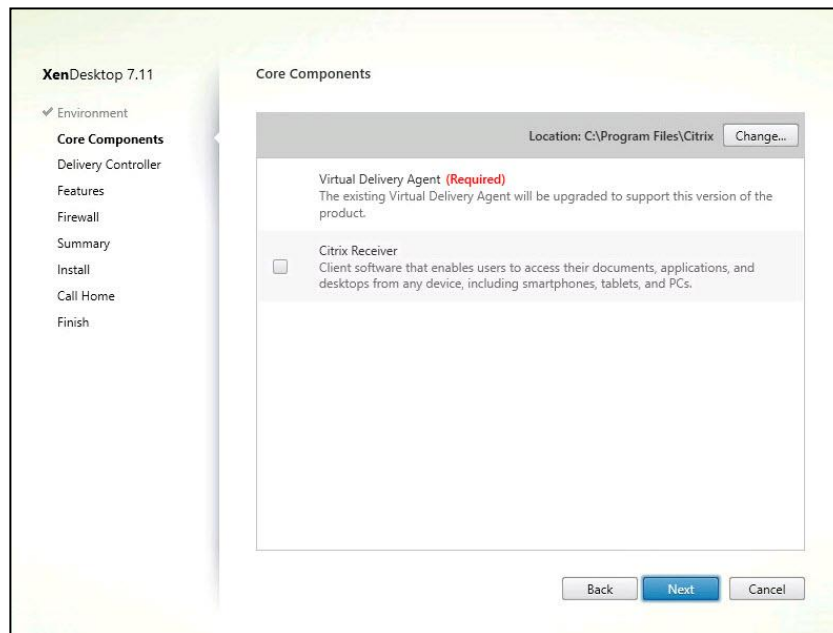 XenDesktop 7.11
Environment
Core Components
Delivery Controller
Features
Firewall
Summary
Install
Call Home
Finish
Core Components
Location: C:\Program Files\Citrix
Change...
Virtual Delivery Agent (Required)
The existing Virtual Delivery Agent will be upgraded to support this version of the
product.
Citrix Receiver
Client software that enables users to access their documents, applications, and
desktops from any device, including smartphones, tablets, and PCs.
Back
Next
Cancel